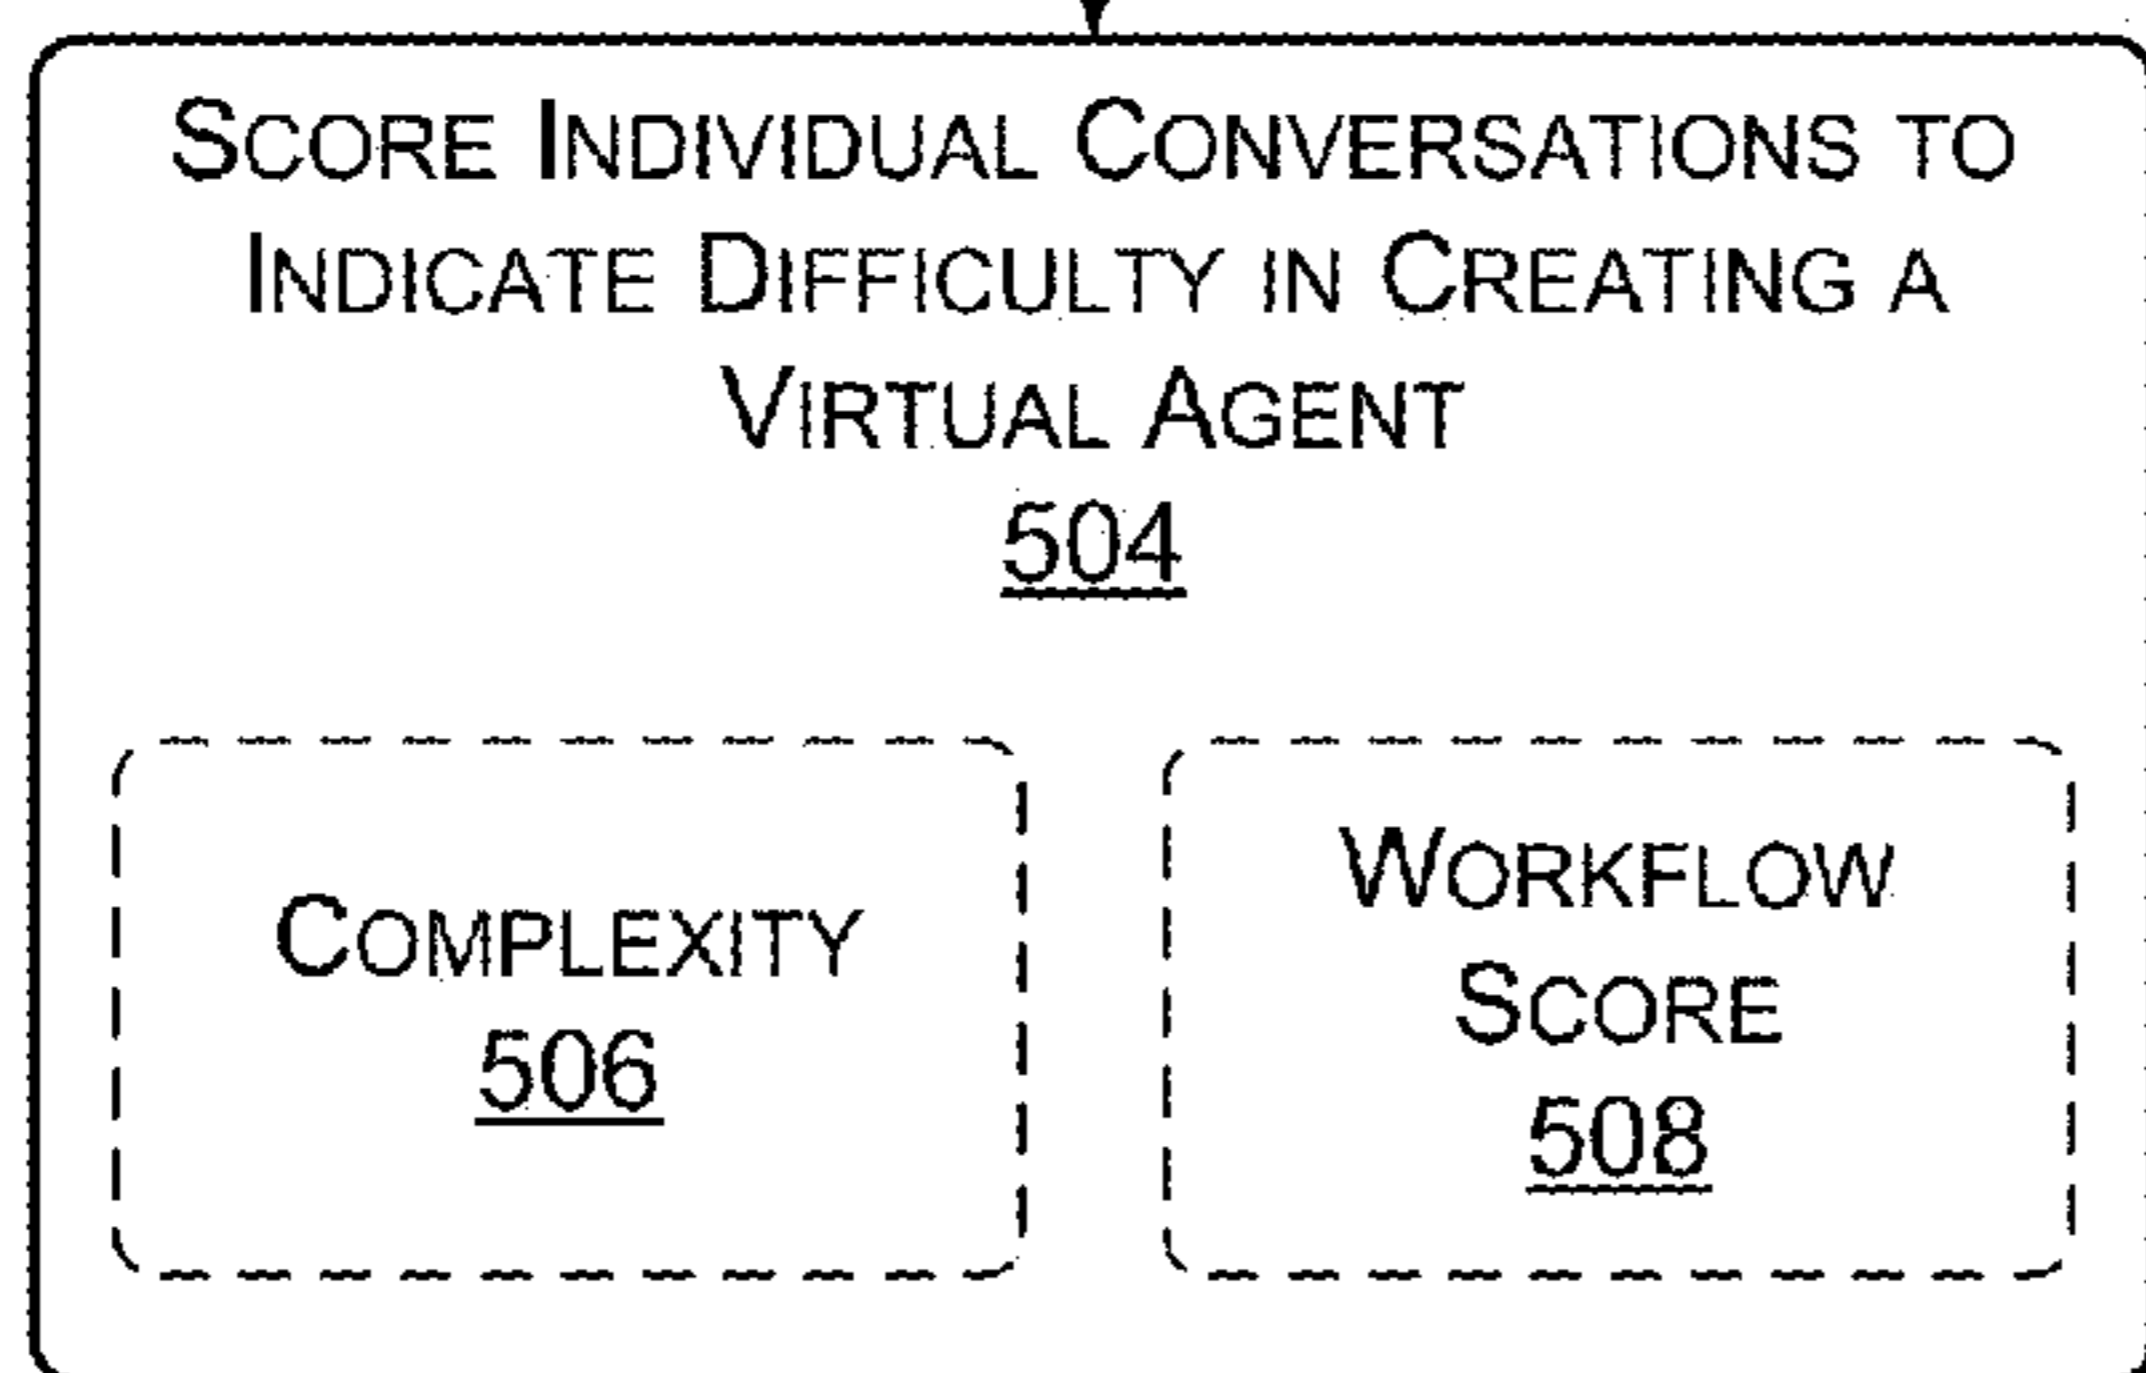 SCORE INDIVIDUAL CONVERSATIONS TO
INDICATE DIFFICULTY IN CREATING A
VIRTUAL AGENT
504
COMPLEXITY
506
WORKFLOW
SCORE
508